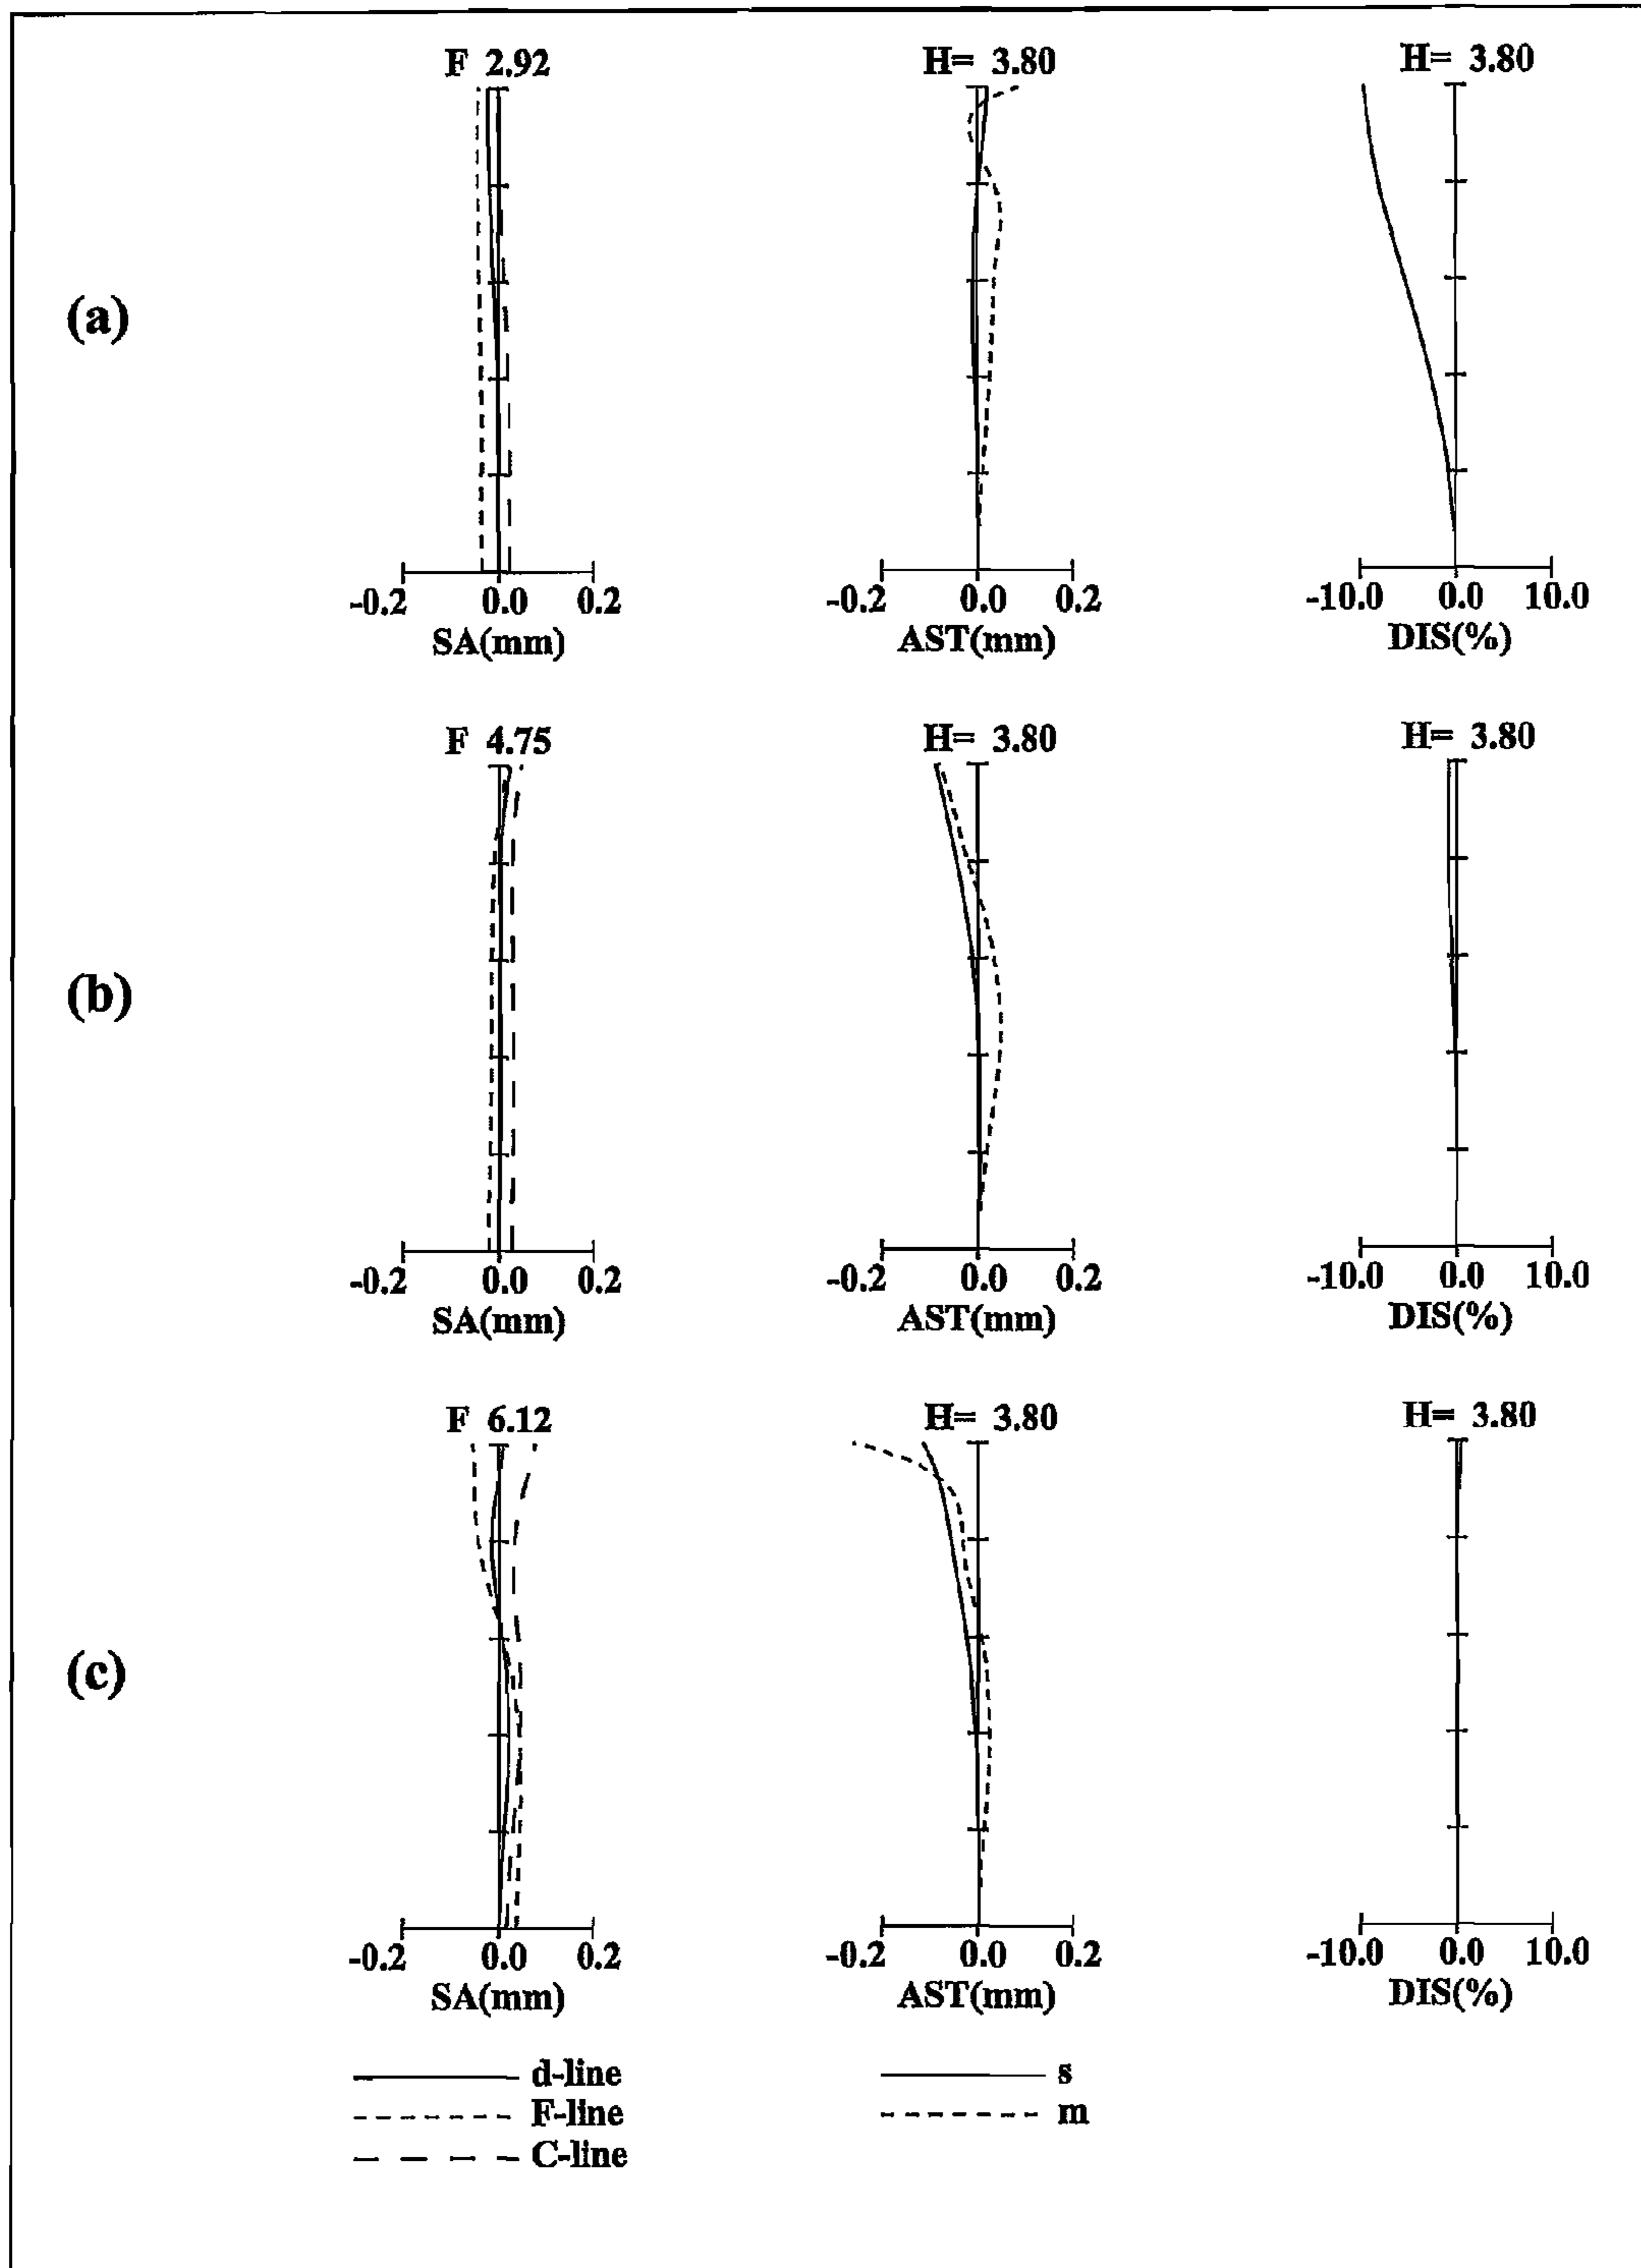 F 2.92 H= 3.80 H= 3.80
(a)
-0.2 0.0 0.2 -0.2 0.0 0.2 -10.0 0.0 10.0
SA(mm) AST(mm) DIS(%)
F 4.75 H= 3.80 H= 3.80
(b)
-0.2 0.0 0.2 -0.2 0.0 0.2 -10.0 0.0 10.0
SA(mm) AST(mm) DIS(%)
F 6.12 H= 3.80 H= 3.80
(c)
-0.2 0.0 0.2 -0.2 0.0 0.2 -10.0 0.0 10.0
SA(mm) AST(mm) DIS(%)
d-line s
F-line m
C-line